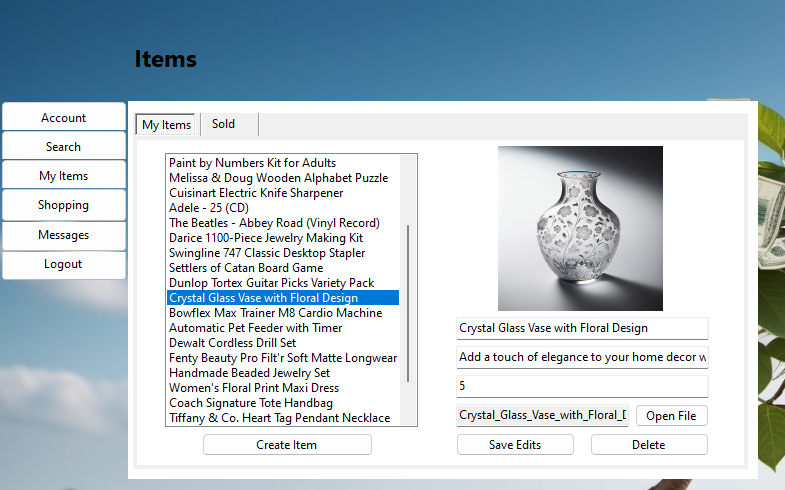 Items
Account
Search
My Items
Shopping
Messages
Logout
My Items
Sold
Paint by Numbers Kit for Adults
Melissa & Doug Wooden Alphabet Puzzle
Cuisinart Electric Knife Sharpener
Adele - 25 (CD)
The Beatles - Abbey Road (Vinyl Record)
Darice 1100-Piece Jewelry Making Kit
Swingline 747 Classic Desktop Stapler
Settlers of Catan Board Game
Dunlop Tortex Guitar Picks Variety Pack
Crystal Glass Vase with Floral Design
Bowflex Max Trainer M8 Cardio Machine
Automatic Pet Feeder with Timer
Dewalt Cordless Drill Set
Fenty Beauty Pro Filt'r Soft Matte Longwear
Handmade Beaded Jewelry Set
Women's Floral Print Maxi Dress
Coach Signature Tote Handbag
Tiffany & Co. Heart Tag Pendant Necklace
Create Item
Crystal Glass Vase with Floral Design
Add a touch of elegance to your home decor w
5
Crystal_Glass_Vase_with_Floral_D
Open File
Save Edits
Delete